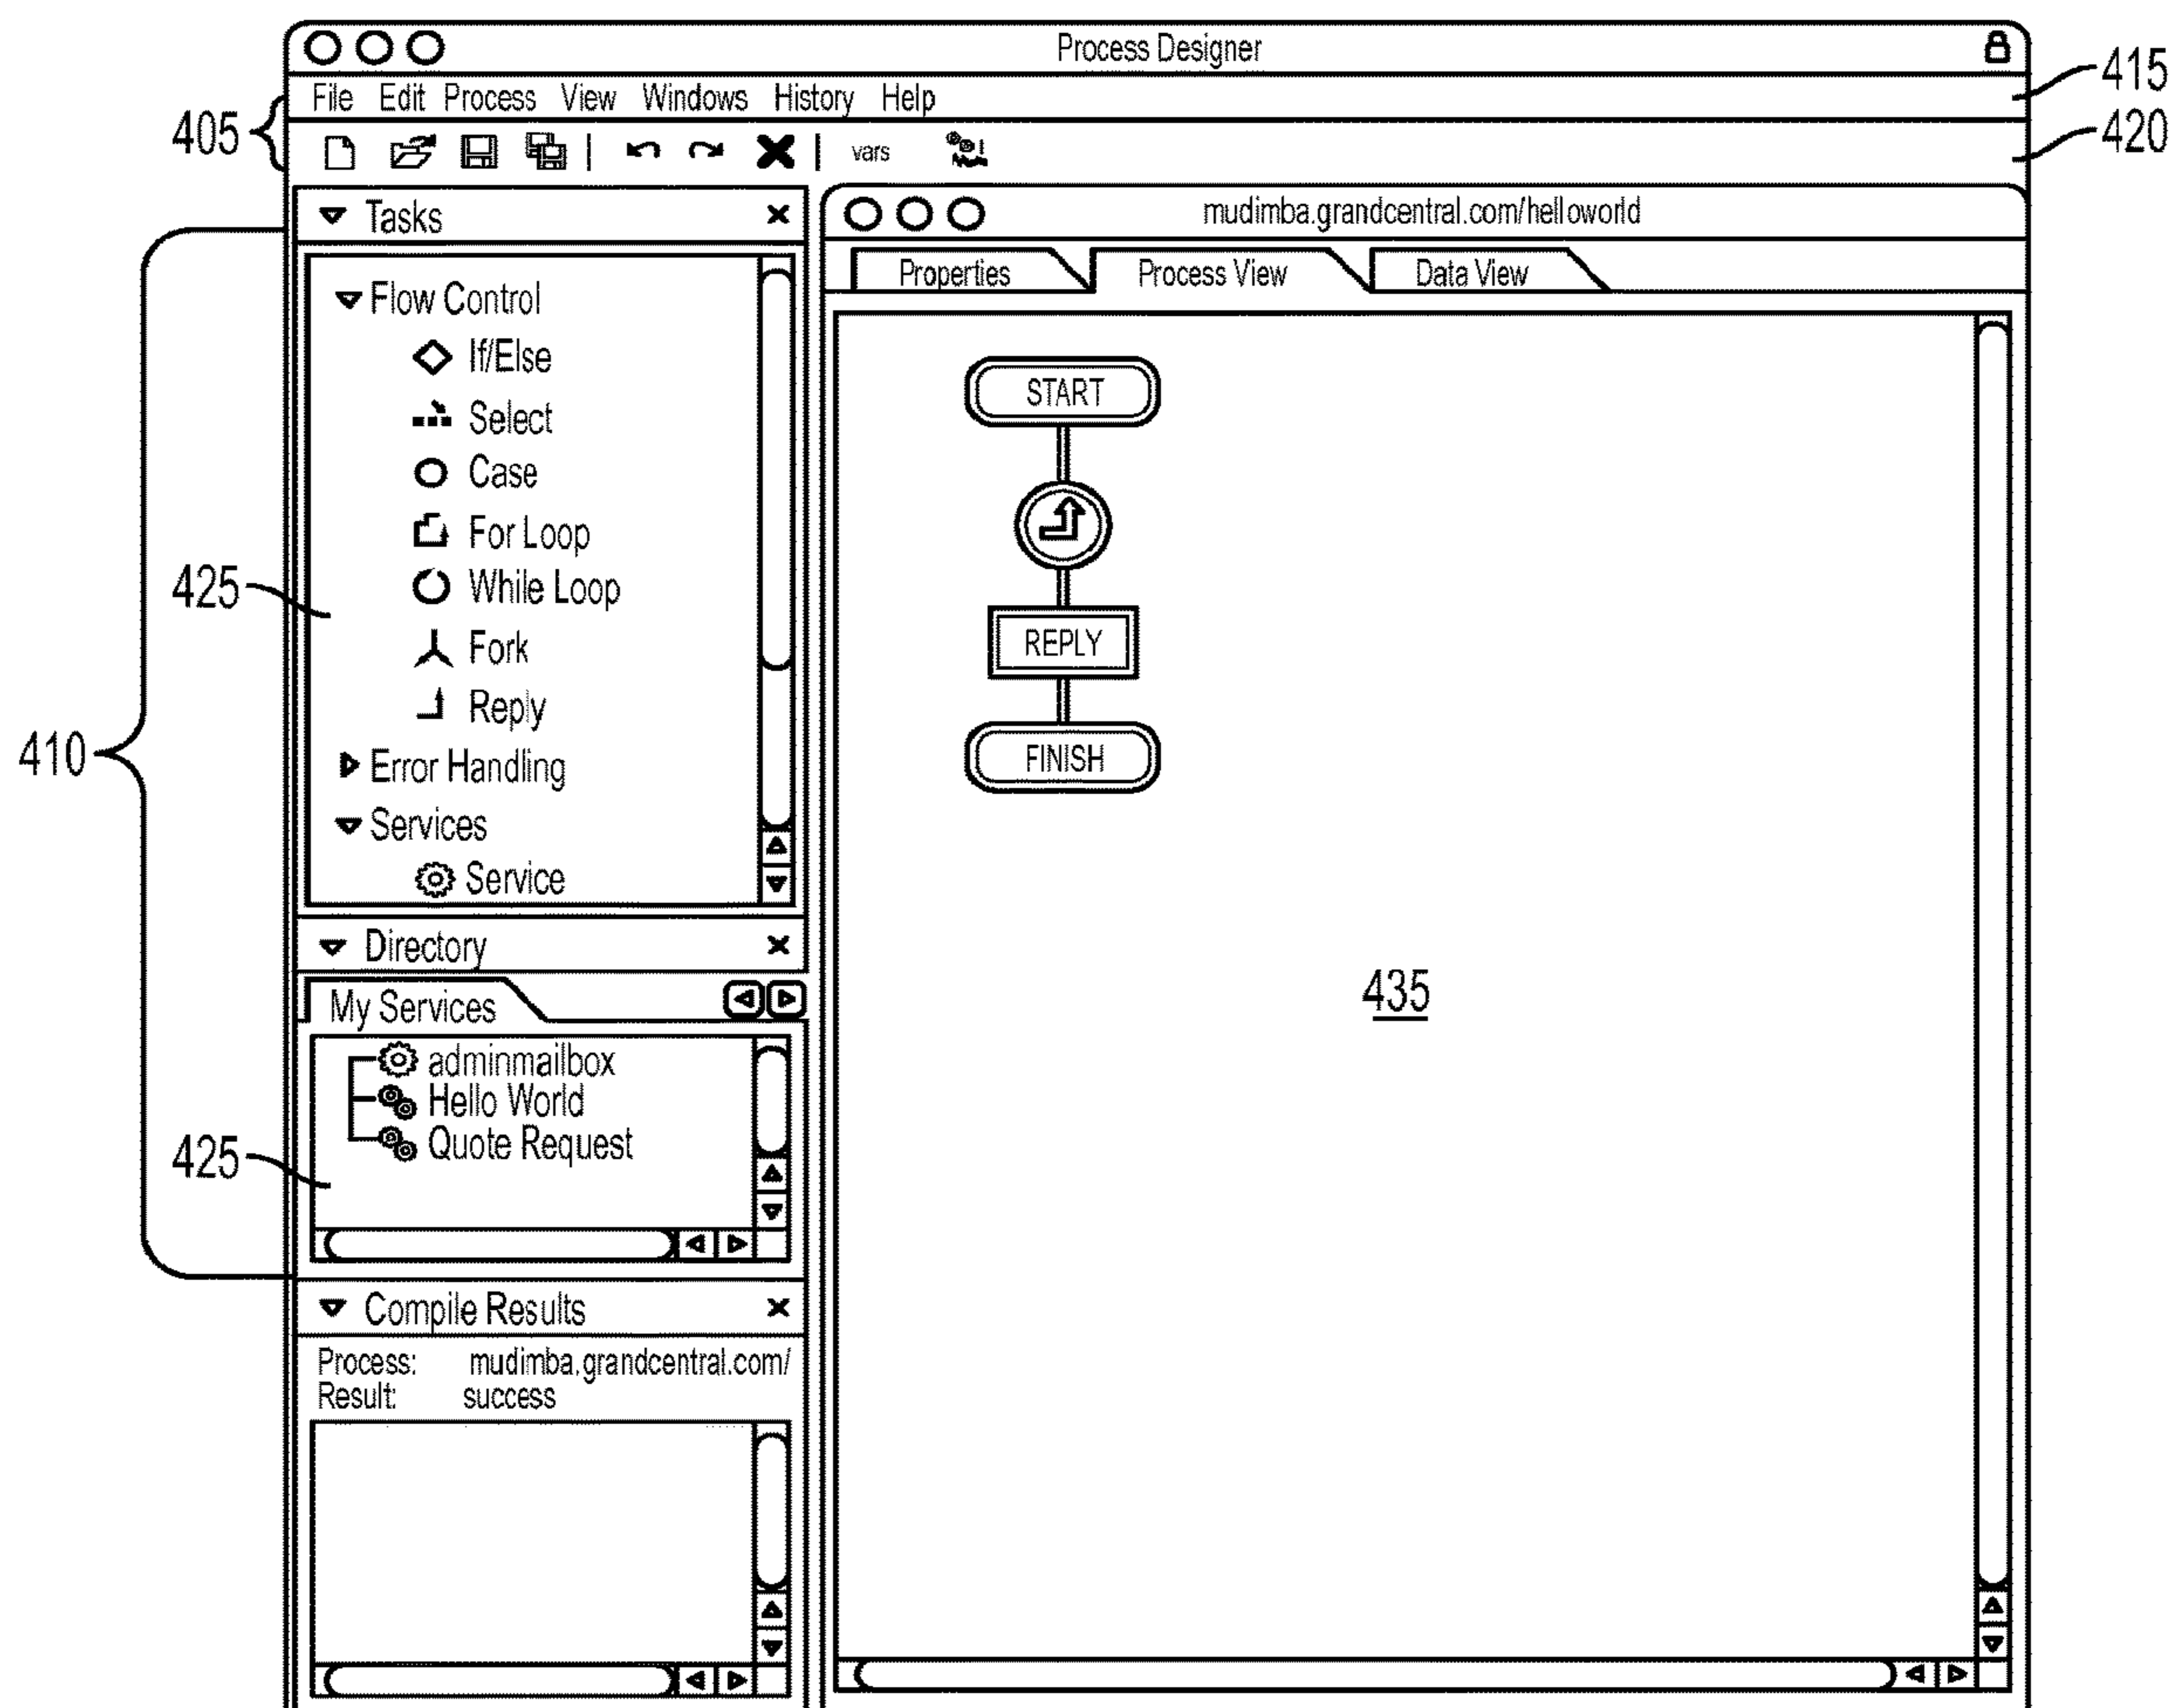 Process Designer
415
File Edit Process View Windows History Help
405
420
vars
Tasks
mudimba.grandcentral.com/helloworld
Properties Process View Data View
Flow Control
If/Else
Select
Case
For Loop
While Loop
Fork
Reply
Error Handling
Services
Service
425
410
START
REPLY
FINISH
435
Directory
My Services
adminmailbox
Hello World
Quote Request
425
Compile Results
Process: mudimba.grandcentral.com/
Result: success